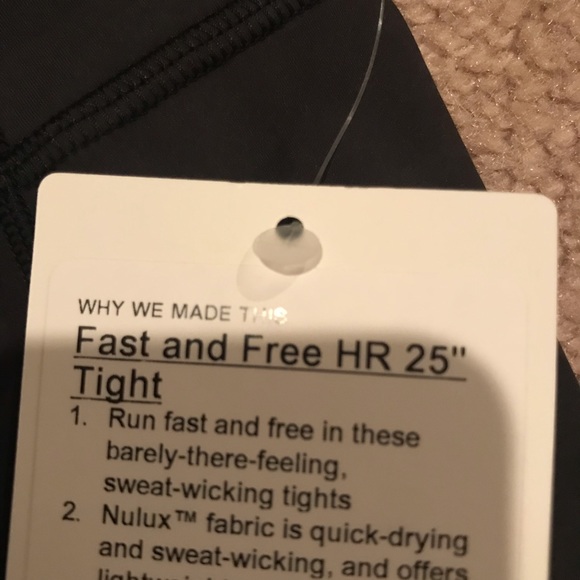 WHY WE MADE THIS
Fast and Free HR 25"
Tight
1. Run fast and free in these
barely-there-feeling,
sweat-wicking tights
2. Nulux™ fabric is quick-drying
and sweat-wicking, and offers